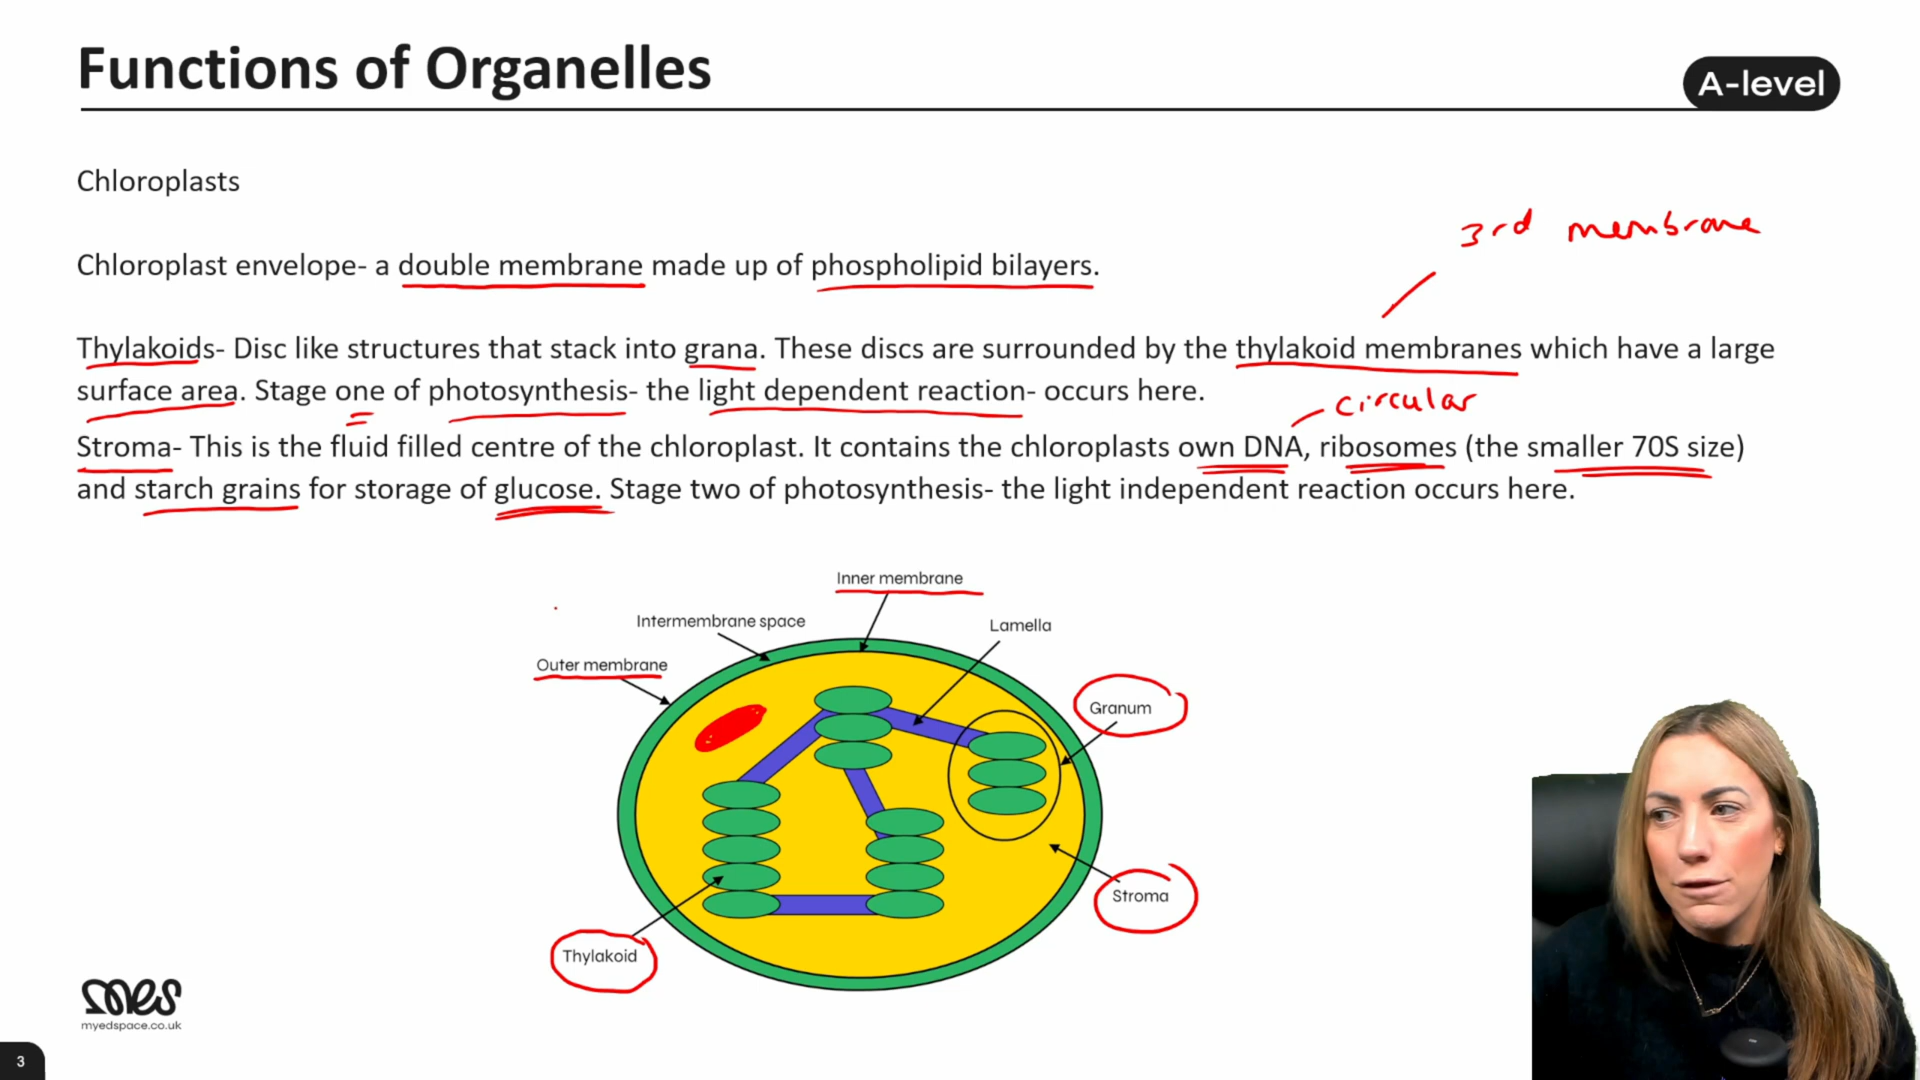 Functions of Organelles
A-level
Chloroplasts
3rd membrane
Chloroplast envelope- a double membrane made up of phospholipid bilayers.
Thylakoids- Disc like structures that stack into grana. These discs are surrounded by the thylakoid membranes which have a large
surface area. Stage one of photosynthesis- the light dependent reaction- occurs here.
circular
Stroma- This is the fluid filled centre of the chloroplast. It contains the chloroplasts own DNA, ribosomes (the smaller 70S size)
and starch grains for storage of glucose. Stage two of photosynthesis- the light independent reaction occurs here.
Inner membrane
Intermembrane space
Lamella
Outer membrane
Granum
Stroma
Thylakoid
mes
myedspace.co.uk
3